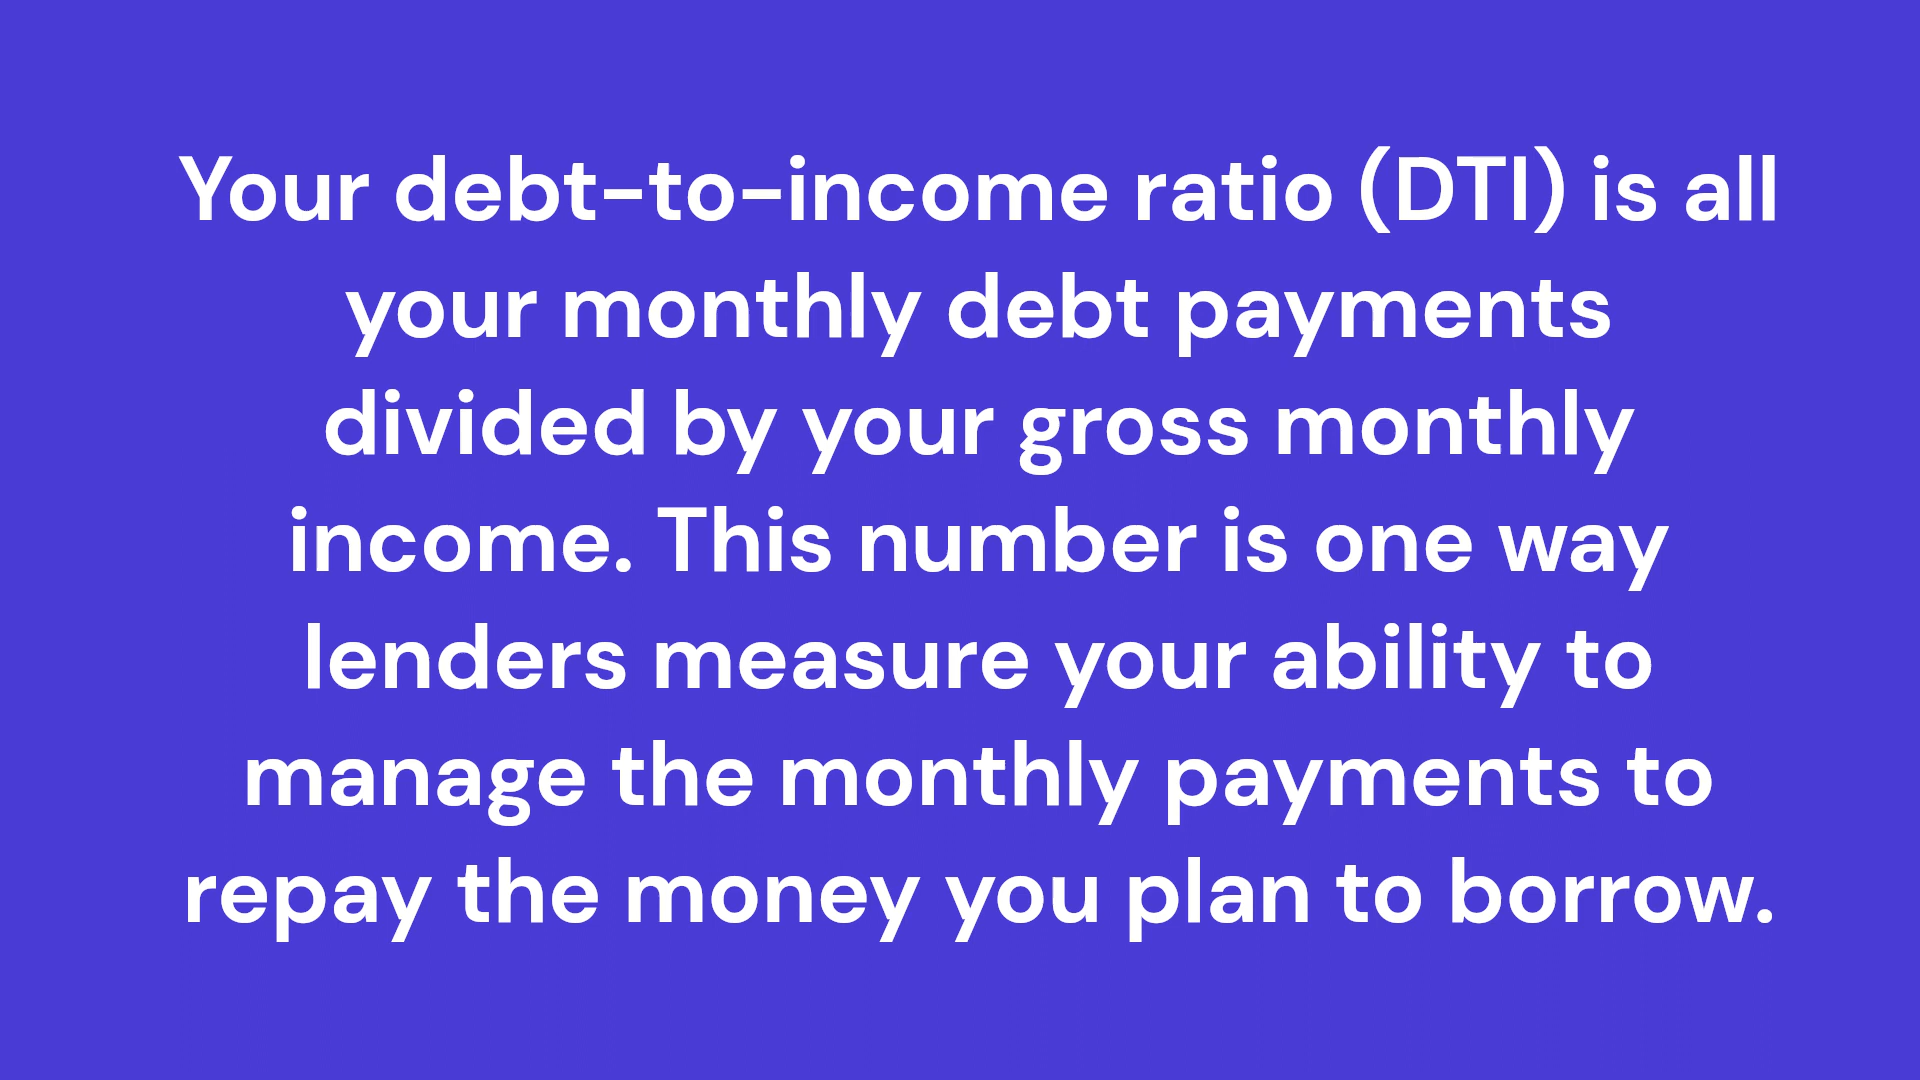 Your debt-to-income ratio (DTI) is all
your monthly debt payments
divided by your gross monthly
income. This number is one way
lenders measure your ability to
manage the monthly payments to
repay the money you plan to borrow.